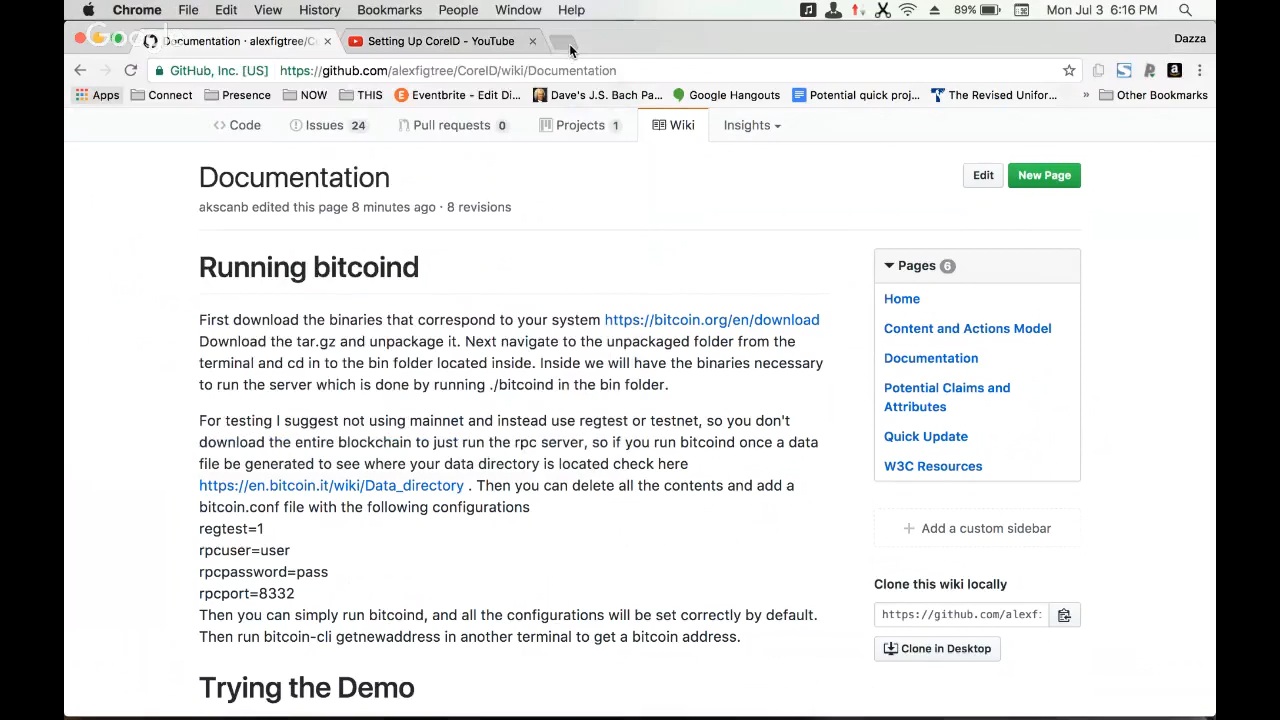 Chrome File Edit View History Bookmarks People Window Help 89% Mon Jul 3 6:16 PM
Google
Documentation · alexfigtree/C Setting Up CoreID - YouTube Dazza
GitHub, Inc. [US] https://github.com/alexfigtree/CoreID/wiki/Documentation
Apps Connect Presence NOW THIS Eventbrite - Edit Di... Dave's J.S. Bach Pa... Google Hangouts Potential quick proj... The Revised Unifor... » Other Bookmarks
Code Issues 24 Pull requests 0 Projects 1 Wiki Insights
Documentation
Edit New Page
akscanb edited this page 8 minutes ago · 8 revisions
Running bitcoind
First download the binaries that correspond to your system https://bitcoin.org/en/download
Download the tar.gz and unpackage it. Next navigate to the unpackaged folder from the
terminal and cd in to the bin folder located inside. Inside we will have the binaries necessary
to run the server which is done by running ./bitcoind in the bin folder.
For testing I suggest not using mainnet and instead use regtest or testnet, so you don't
download the entire blockchain to just run the rpc server, so if you run bitcoind once a data
file be generated to see where your data directory is located check here
https://en.bitcoin.it/wiki/Data_directory . Then you can delete all the contents and add a
bitcoin.conf file with the following configurations
regtest=1
rpcuser=user
rpcpassword=pass
rpcport=8332
Then you can simply run bitcoind, and all the configurations will be set correctly by default.
Then run bitcoin-cli getnewaddress in another terminal to get a bitcoin address.
Trying the Demo
Pages 6
Home
Content and Actions Model
Documentation
Potential Claims and
Attributes
Quick Update
W3C Resources
+ Add a custom sidebar
Clone this wiki locally
https://github.com/alexf:
Clone in Desktop